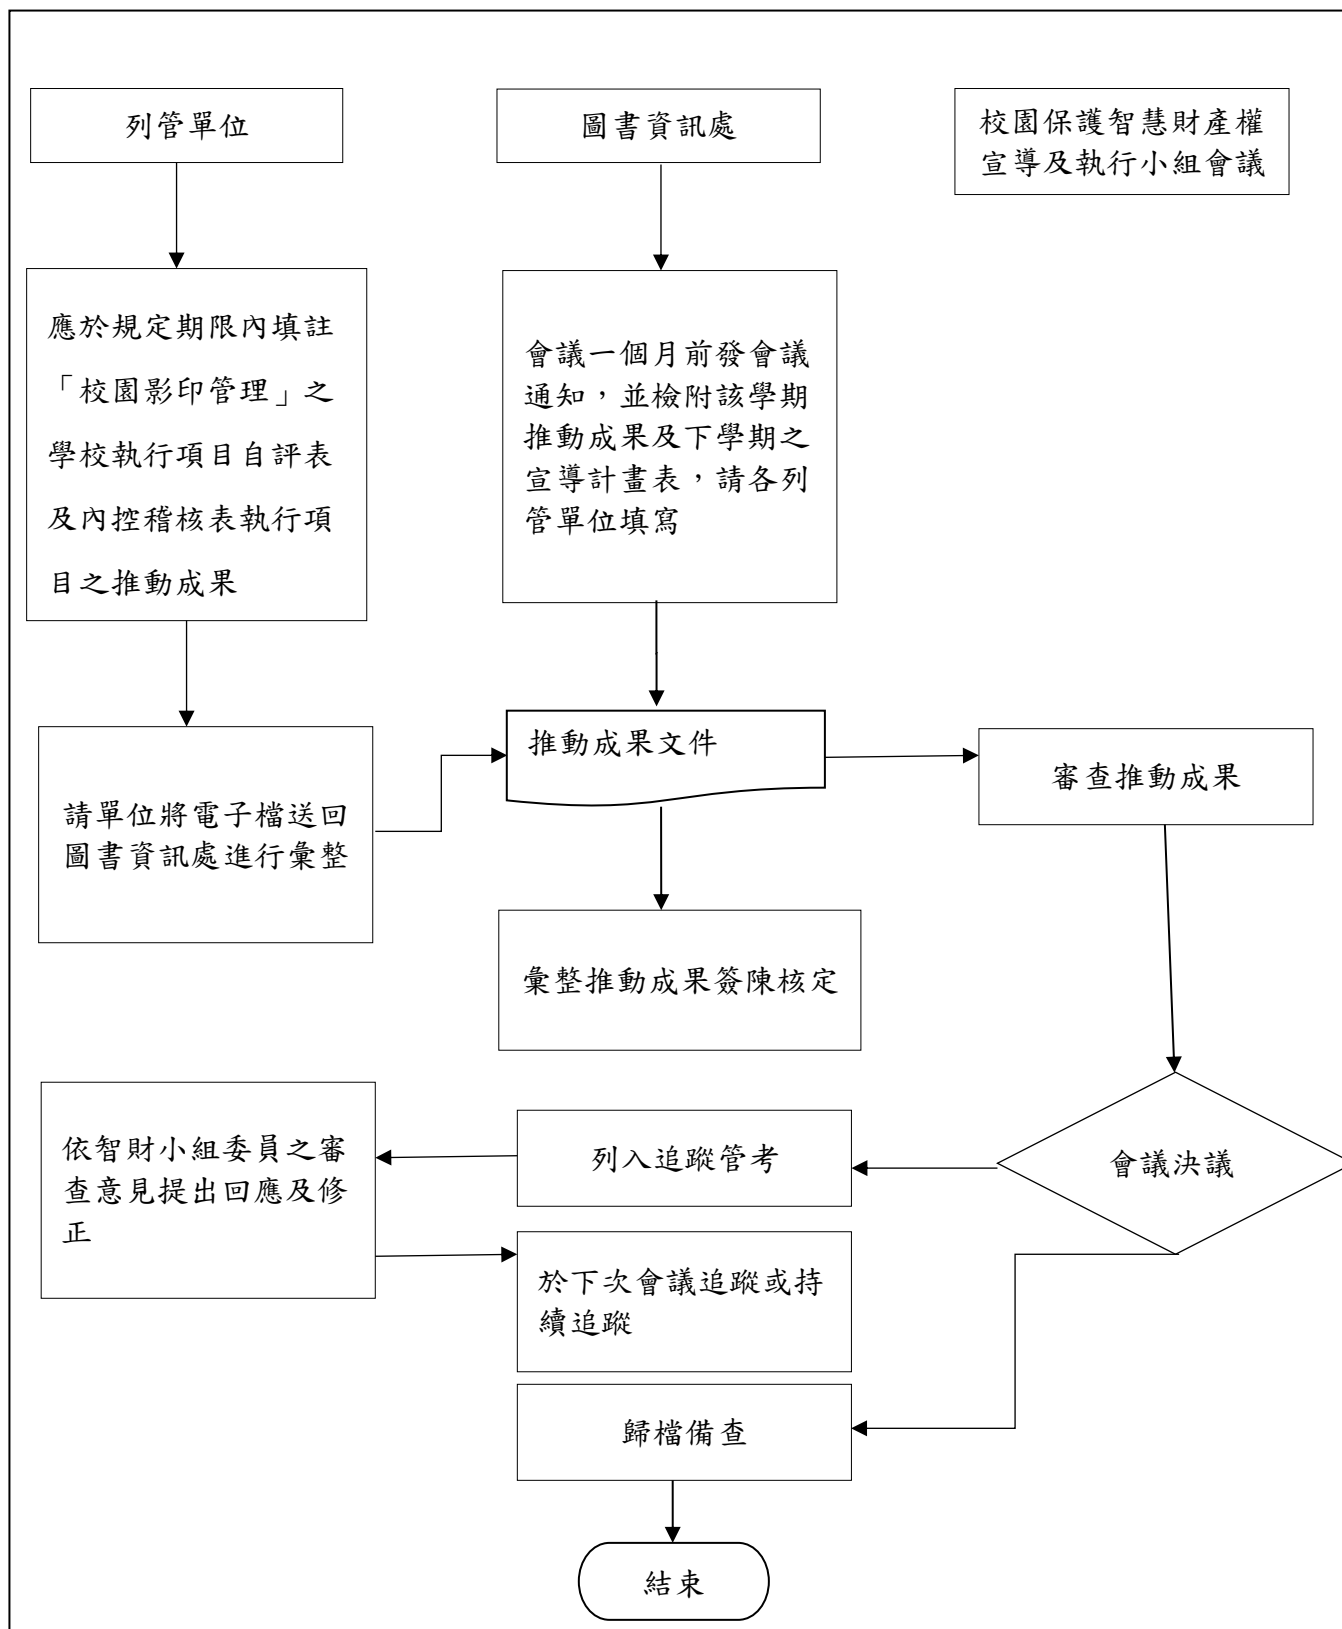 列管單位
圖書資訊處
校園保護智慧財產權
宣導及執行小組會議
應於規定期限內填註
「校園影印管理」之
學校執行項目自評表
及內控稽核表執行項
目之推動成果
會議一個月前發會議
通知，並檢附該學期
推動成果及下學期之
宣導計畫表，請各列
管單位填寫
推動成果文件
審查推動成果
請單位將電子檔送回
圖書資訊處進行彙整
彙整推動成果簽陳核定
依智財小組委員之審
查意見提出回應及修
正
列入追蹤管考
會議決議
於下次會議追蹤或持
續追蹤
歸檔備查
結束